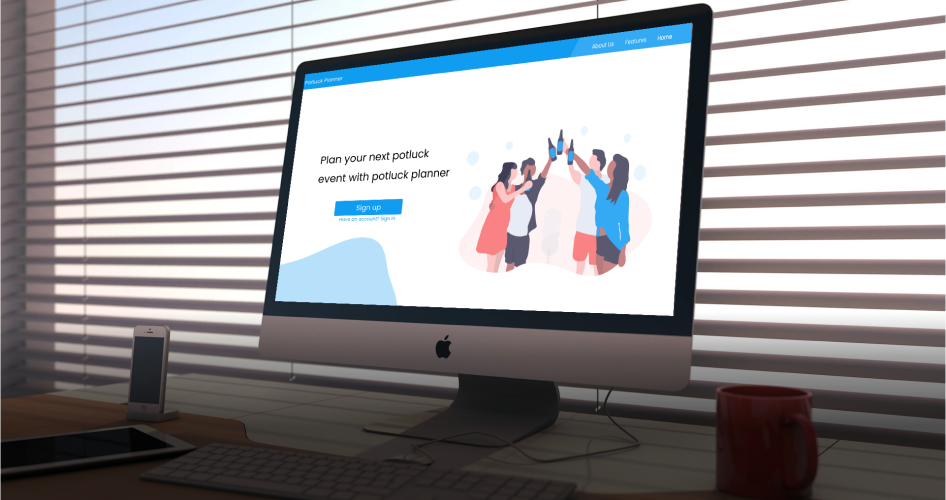 Potluck Planner
About Us Features Home
Plan your next potluck
event with potluck planner
Sign up
Have an account? Sign in